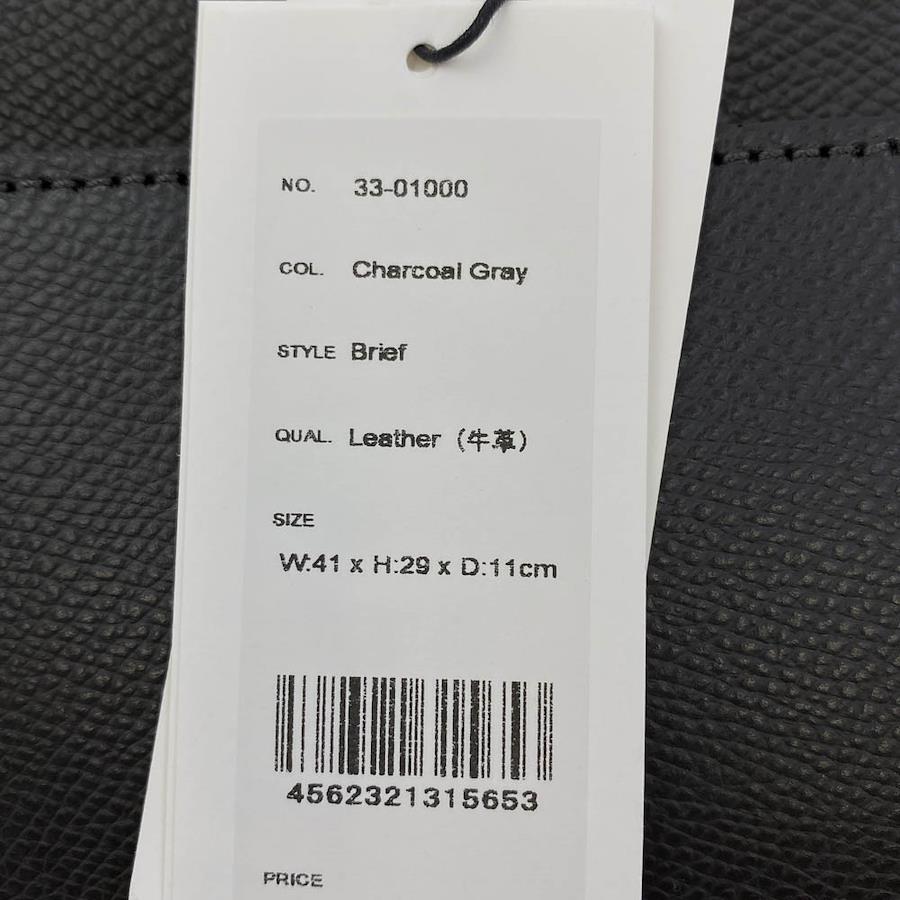 NO. 33-01000
COL. Charcoal Gray
STYLE Brief
QUAL. Leather (牛革)
SIZE
W:41 x H:29 x D:11cm
4562321315653
PRICE